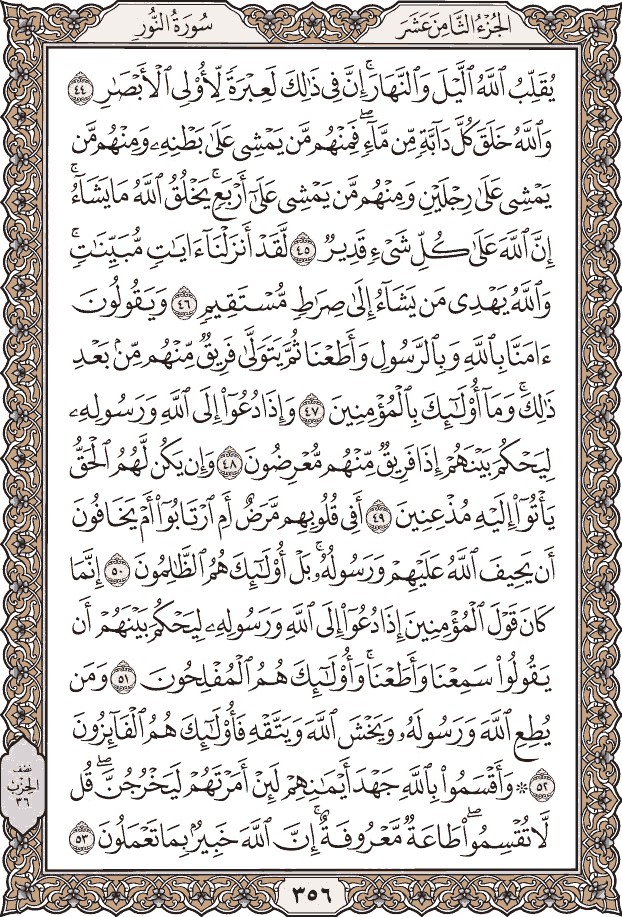 الجزء الثامن عشر
سورة النور
يُقَلِّبُ ٱللَّهُ ٱلَّيۡلَ وَٱلنَّهَارَۚ إِنَّ فِي ذَٰلِكَ لَعِبۡرَةٗ لِّأُوْلِي ٱلۡأَبۡصَٰرِ ٤٤
وَٱللَّهُ خَلَقَ كُلَّ دَآبَّةٖ مِّن مَّآءٖۖ فَمِنۡهُم مَّن يَمۡشِي عَلَىٰ بَطۡنِهِۦ وَمِنۡهُم مَّن
يَمۡشِي عَلَىٰ رِجۡلَيۡنِ وَمِنۡهُم مَّن يَمۡشِي عَلَىٰٓ أَرۡبَعٖۚ يَخۡلُقُ ٱللَّهُ مَا يَشَآءُۚ
إِنَّ ٱللَّهَ عَلَىٰ كُلِّ شَيۡءٖ قَدِيرٞ ٤٥ لَّقَدۡ أَنزَلۡنَآ ءَايَٰتٖ مُّبَيِّنَٰتٖۚ
وَٱللَّهُ يَهۡدِي مَن يَشَآءُ إِلَىٰ صِرَٰطٖ مُّسۡتَقِيمٖ ٤٦ وَيَقُولُونَ
ءَامَنَّا بِٱللَّهِ وَبِٱلرَّسُولِ وَأَطَعۡنَا ثُمَّ يَتَوَلَّىٰ فَرِيقٞ مِّنۡهُم مِّنۢ بَعۡدِ
ذَٰلِكَۚ وَمَآ أُوْلَٰٓئِكَ بِٱلۡمُؤۡمِنِينَ ٤٧ وَإِذَا دُعُوٓاْ إِلَى ٱللَّهِ وَرَسُولِهِۦ
لِيَحۡكُمَ بَيۡنَهُمۡ إِذَا فَرِيقٞ مِّنۡهُم مُّعۡرِضُونَ ٤٨ وَإِن يَكُن لَّهُمُ ٱلۡحَقُّ
يَأۡتُوٓاْ إِلَيۡهِ مُذۡعِنِينَ ٤٩ أَفِي قُلُوبِهِم مَّرَضٌ أَمِ ٱرۡتَابُوٓاْ أَمۡ يَخَافُونَ
أَن يَحِيفَ ٱللَّهُ عَلَيۡهِمۡ وَرَسُولُهُۥۚ بَلۡ أُوْلَٰٓئِكَ هُمُ ٱلظَّٰلِمُونَ ٥٠ إِنَّمَا
كَانَ قَوۡلَ ٱلۡمُؤۡمِنِينَ إِذَا دُعُوٓاْ إِلَى ٱللَّهِ وَرَسُولِهِۦ لِيَحۡكُمَ بَيۡنَهُمۡ أَن
يَقُولُواْ سَمِعۡنَا وَأَطَعۡنَاۚ وَأُوْلَٰٓئِكَ هُمُ ٱلۡمُفۡلِحُونَ ٥١ وَمَن
يُطِعِ ٱللَّهَ وَرَسُولَهُۥ وَيَخۡشَ ٱللَّهَ وَيَتَّقۡهِ فَأُوْلَٰٓئِكَ هُمُ ٱلۡفَآئِزُونَ
٥٢ ۞ وَأَقۡسَمُواْ بِٱللَّهِ جَهۡدَ أَيۡمَٰنِهِمۡ لَئِنۡ أَمَرۡتَهُمۡ لَيَخۡرُجُنَّۖ قُل
لَّا تُقۡسِمُواْۖ طَاعَةٞ مَّعۡرُوفَةٌۚ إِنَّ ٱللَّهَ خَبِيرُۢ بِمَا تَعۡمَلُونَ ٥٣
نصف
الحزب
٣٦
٣٥٦